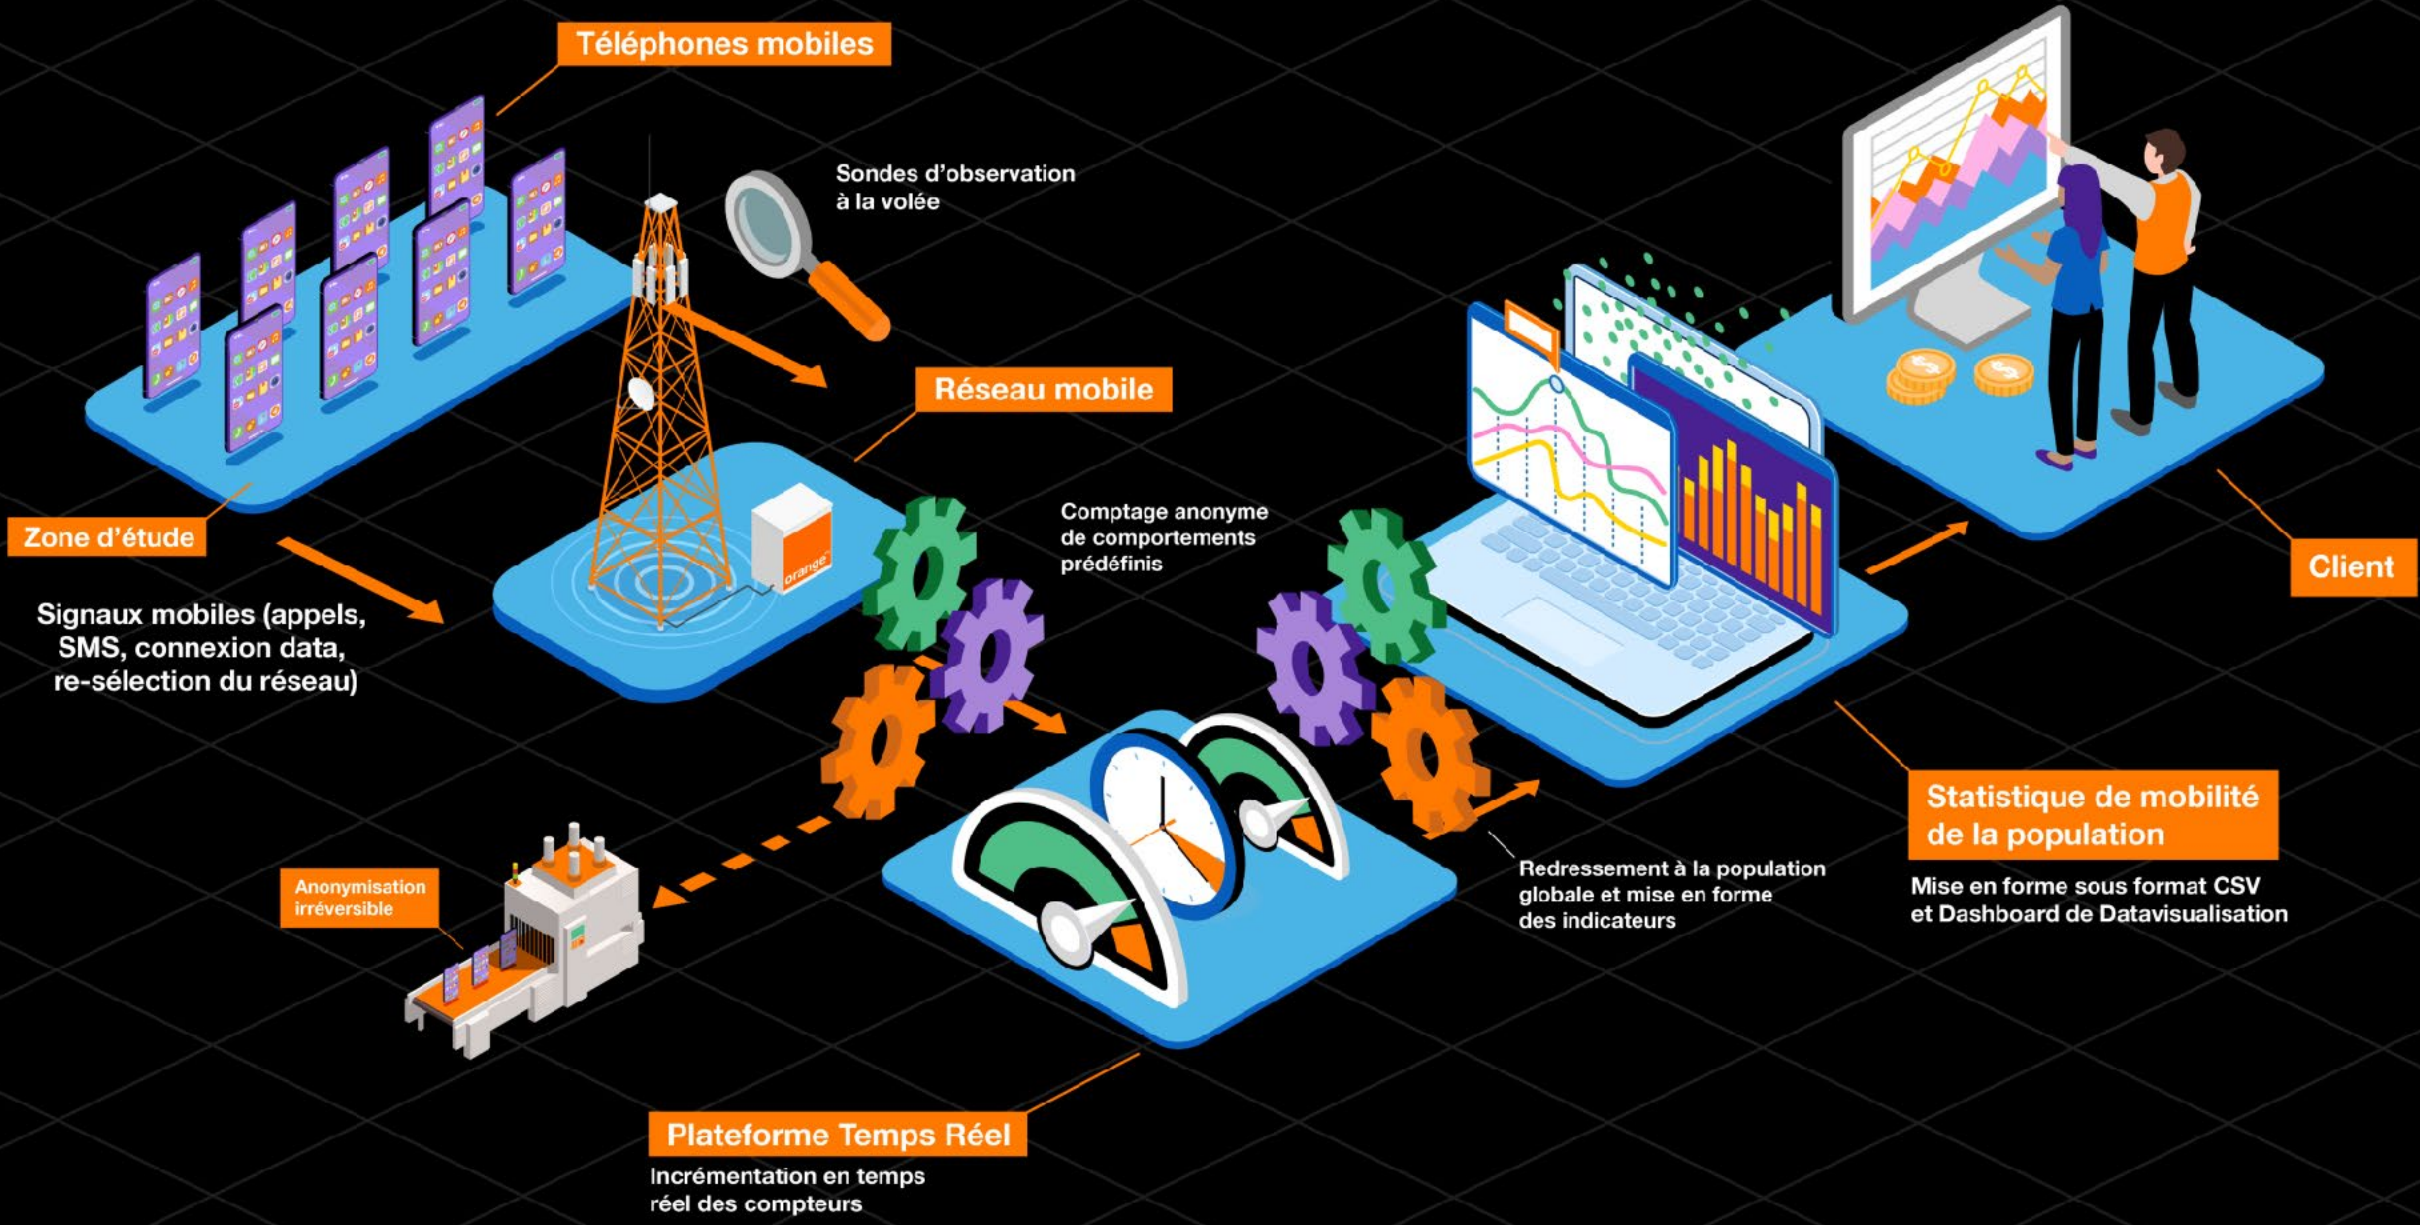 Téléphones mobiles
Sondes d'observation
à la volée
Réseau mobile
Zone d'étude
Signaux mobiles (appels,
SMS, connexion data,
re-sélection du réseau)
orange
Comptage anonyme
de comportements
prédéfinis
Client
Anonymisation
irréversible
Plateforme Temps Réel
Incrémentation en temps
réel des compteurs
Redressement à la population
globale et mise en forme
des indicateurs
Statistique de mobilité
de la population
Mise en forme sous format CSV
et Dashboard de Datavisualisation